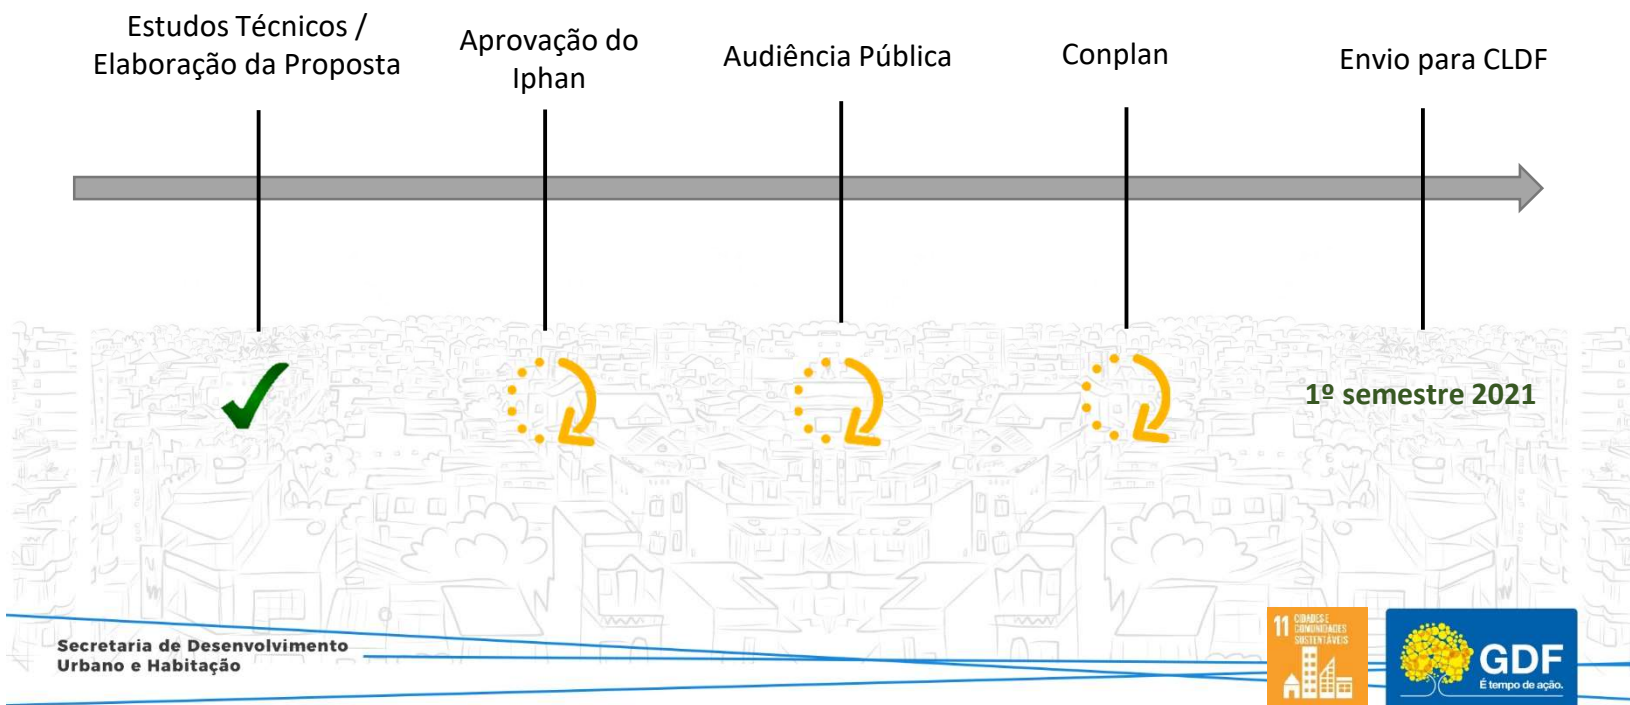 Estudos Técnicos /
Elaboração da Proposta
Aprovação do
Iphan
Audiência Pública
Conplan
Envio para CLDF
1º semestre 2021
Secretaria de Desenvolvimento
Urbano e Habitação
11 CIDADES E
COMUNIDADES
SUSTENTÁVEIS
GDF
É tempo de ação.